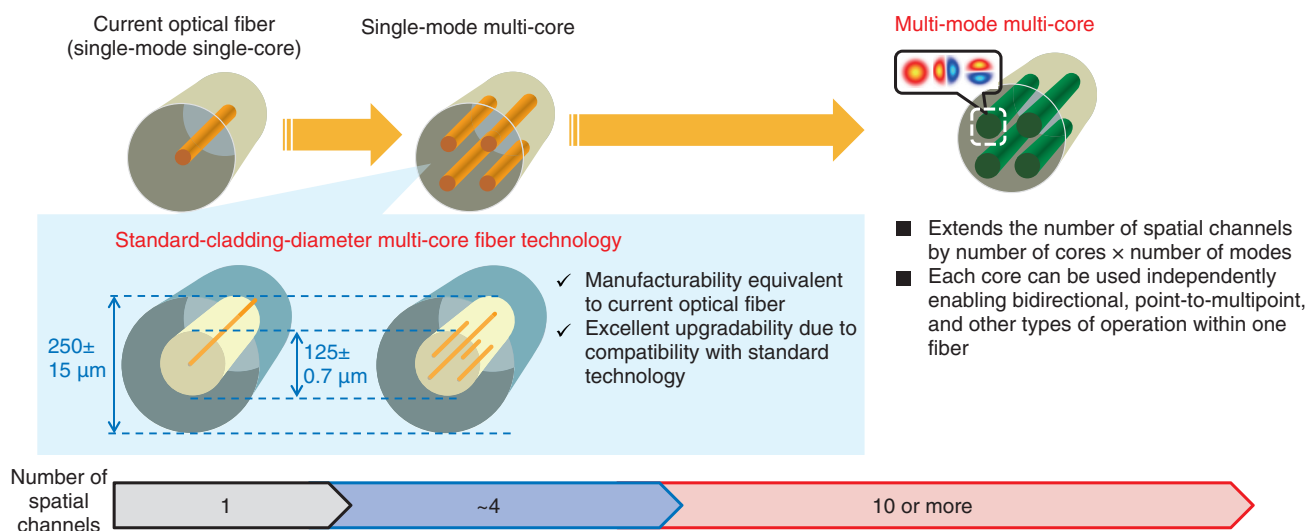 Current optical fiber
(single-mode single-core)
Single-mode multi-core
Multi-mode multi-core
Standard-cladding-diameter multi-core fiber technology
250±
15 μm
125±
0.7 μm
✓ Manufacturability equivalent
to current optical fiber
✓ Excellent upgradability due to
compatibility with standard
technology
■ Extends the number of spatial channels
by number of cores × number of modes
■ Each core can be used independently
enabling bidirectional, point-to-multipoint,
and other types of operation within one
fiber
Number of
spatial
channels
1
~4
10 or more